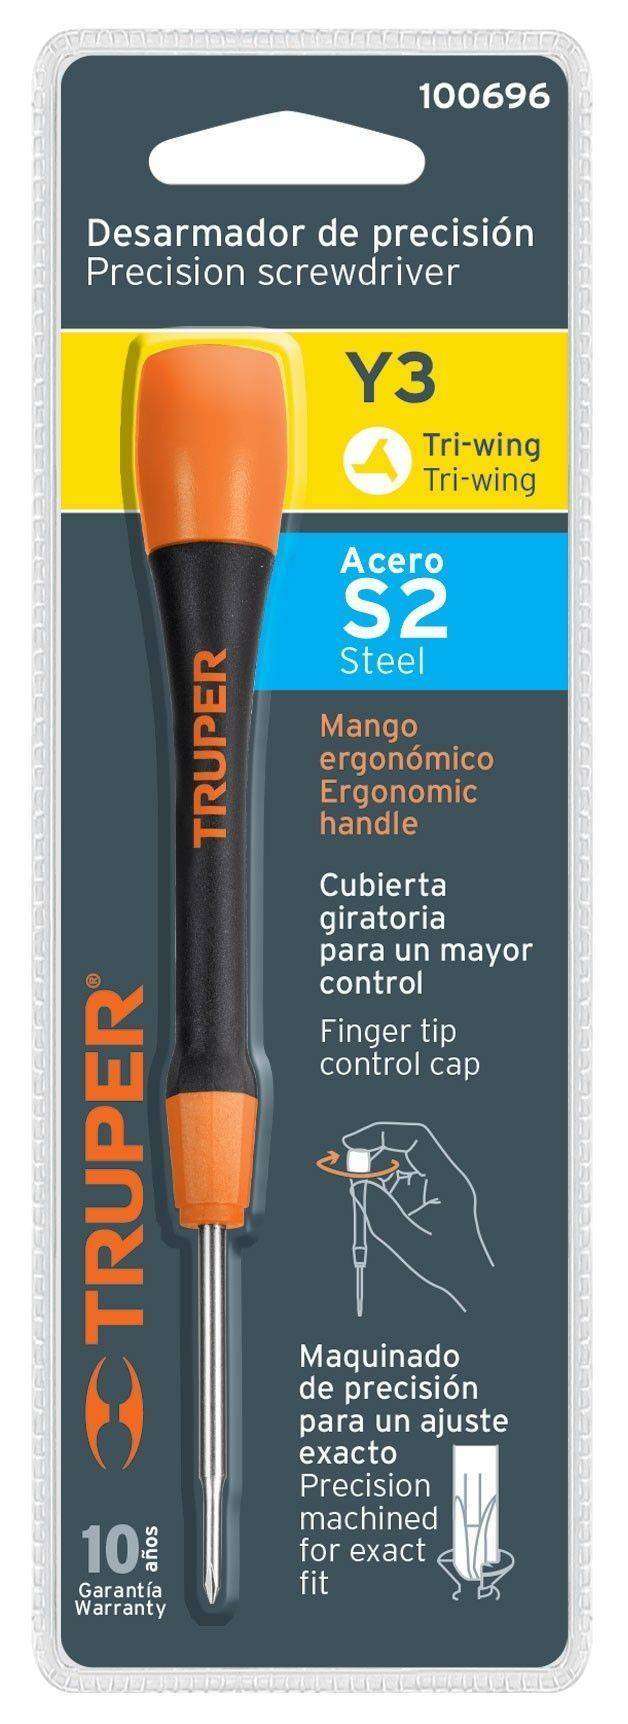 100696
Desarmador de precisión
Precision screwdriver
Y3
Tri-wing
Tri-wing
Acero
S2
Steel
Mango
ergonómico
Ergonomic
handle
TRUPER
Cubierta
giratoria
para un mayor
control
Finger tip
control cap
TRUPER®
Maquinado
de precisión
para un ajuste
exacto
Precision
machined
for exact
fit
10 años
Garantía
Warranty